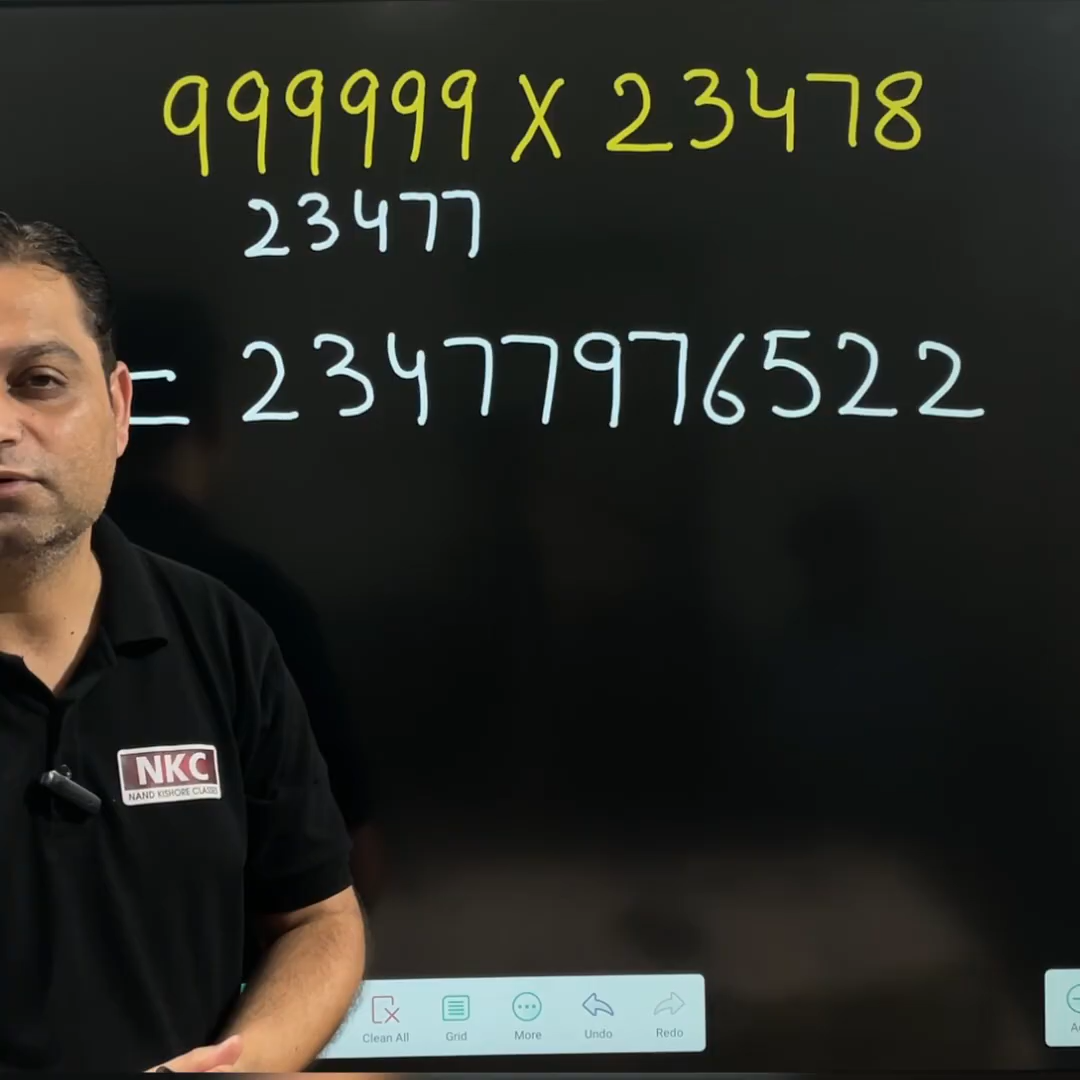 999999 X 23478
23477
= 23477976522
NKC
NAND KISHORE CLASSES
Clean All
Grid
More
Undo
Redo